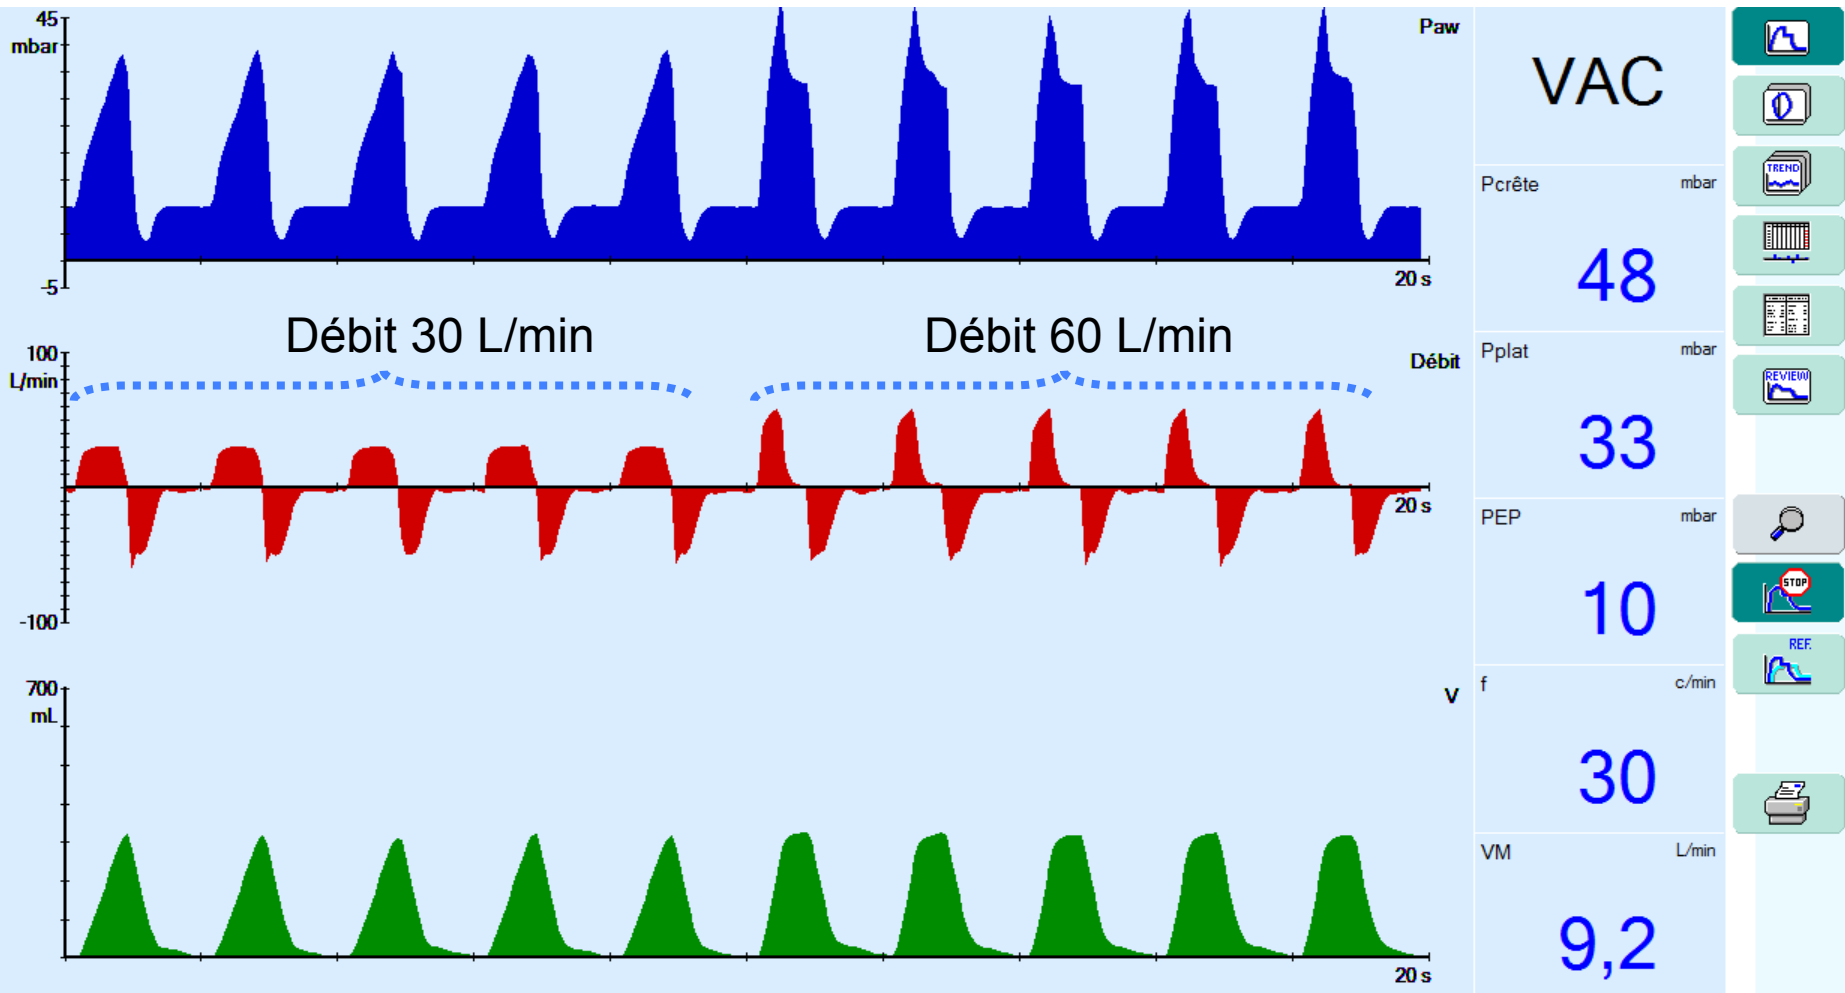 45
mbar
Paw
-5
20 s
Débit 30 L/min
Débit 60 L/min
100
L/min
Débit
20 s
-100
700
mL
V
20 s
VAC
Pcrête mbar
48
Pplat mbar
33
PEP mbar
10
f c/min
30
VM L/min
9,2
TREND
REVIEW
STOP
REF.